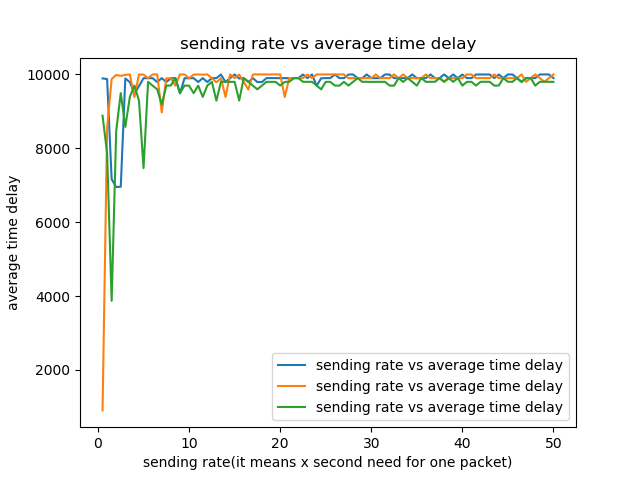 sending rate vs average time delay
10000
8000
6000
4000
2000
average time delay
sending rate vs average time delay
sending rate vs average time delay
sending rate vs average time delay
0 10 20 30 40 50
sending rate(it means x second need for one packet)